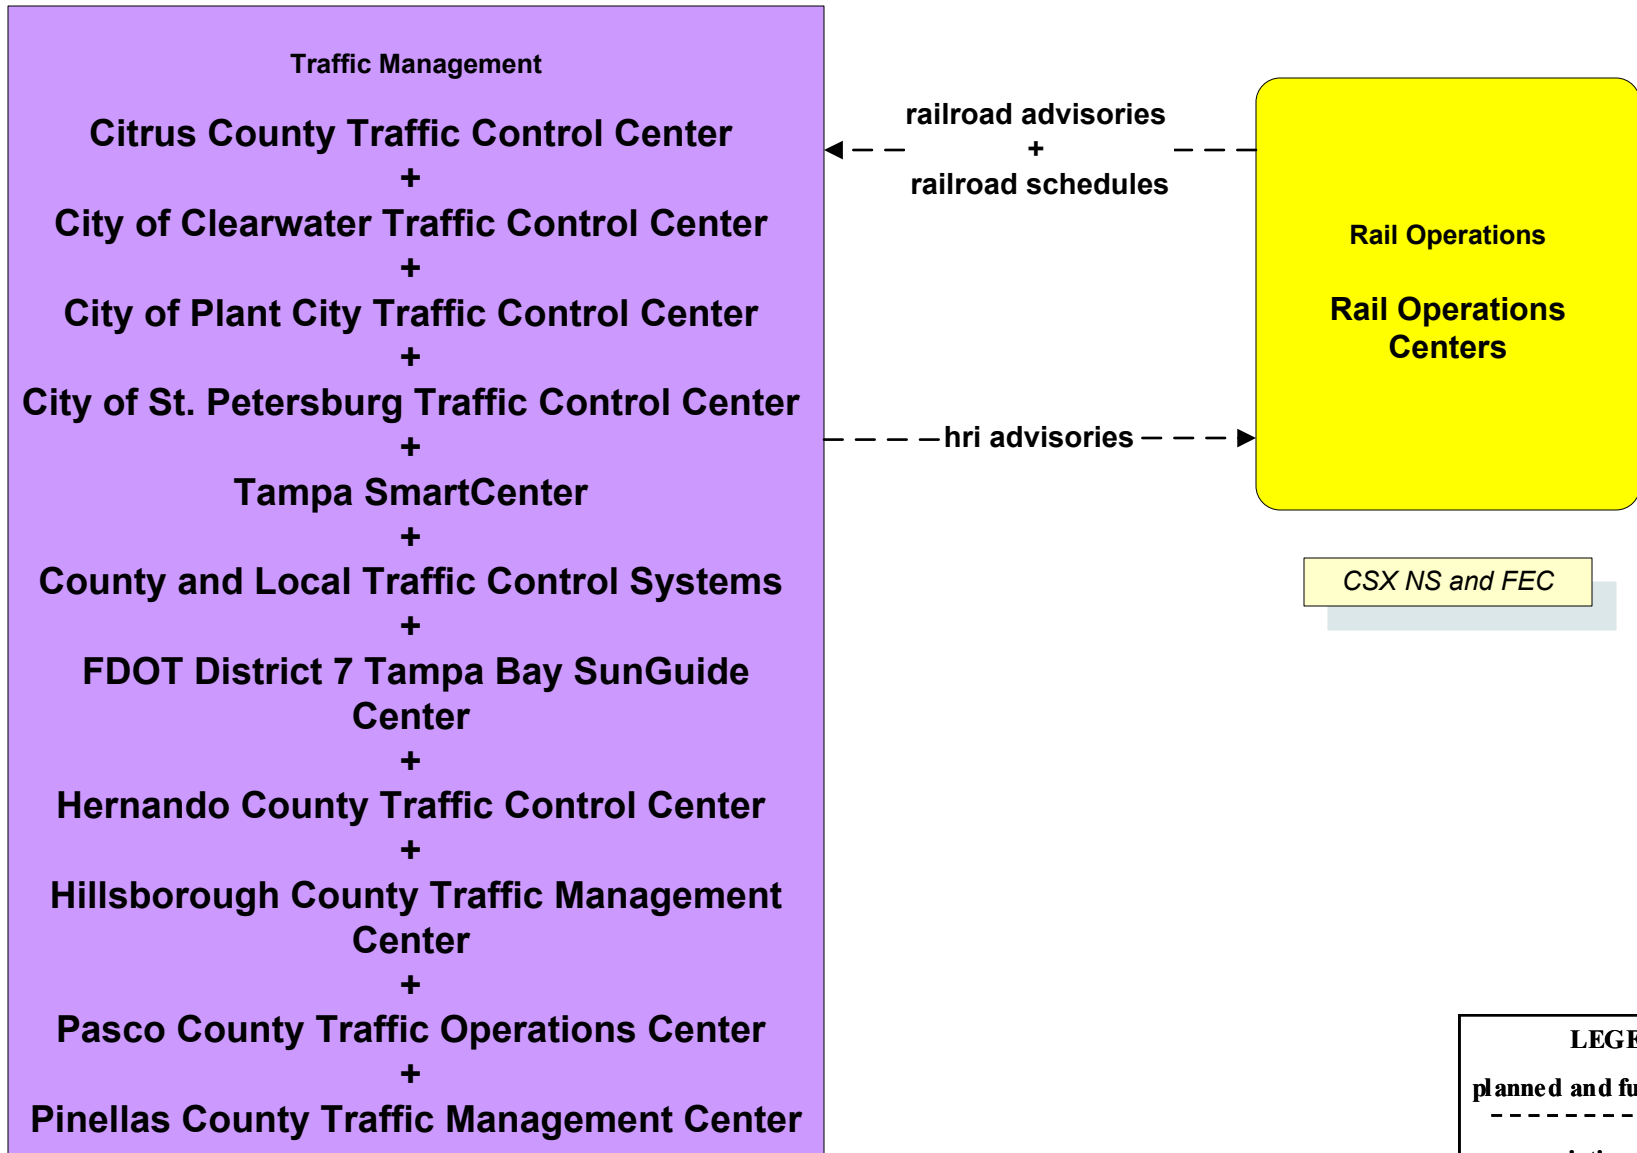 Traffic Management
Citrus County Traffic Control Center
+
City of Clearwater Traffic Control Center
+
City of Plant City Traffic Control Center
+
City of St. Petersburg Traffic Control Center
+
Tampa SmartCenter
+
County and Local Traffic Control Systems
+
FDOT District 7 Tampa Bay SunGuide
Center
+
Hernando County Traffic Control Center
+
Hillsborough County Traffic Management
Center
+
Pasco County Traffic Operations Center
+
Pinellas County Traffic Management Center
railroad advisories
+
railroad schedules
hri advisories
Rail Operations
Rail Operations
Centers
CSX NS and FEC
LEGE
planned and fu